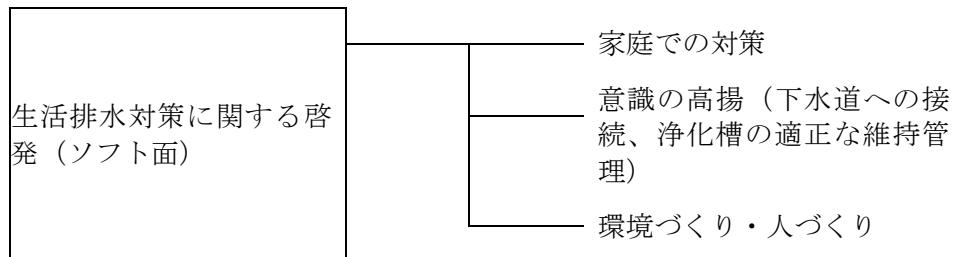 家庭での対策
生活排水対策に関する啓
発（ソフト面）
意識の高揚（下水道への接
続、浄化槽の適正な維持管
理）
環境づくり・人づくり